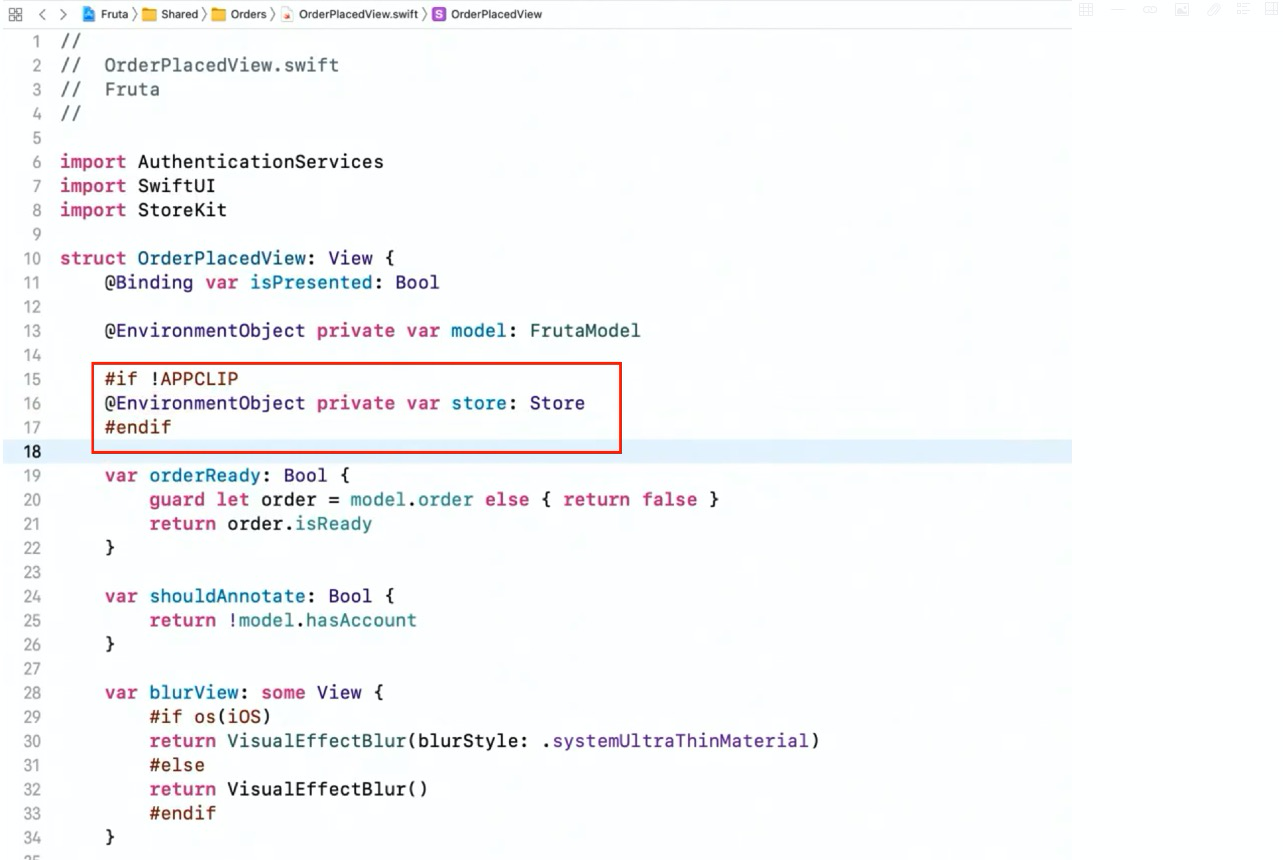 Fruta Shared Orders OrderPlacedView.swift S OrderPlacedView
1 //
2 //  OrderPlacedView.swift
3 //  Fruta
4 //
5
6 import AuthenticationServices
7 import SwiftUI
8 import StoreKit
9
10 struct OrderPlacedView: View {
11     @Binding var isPresented: Bool
12
13     @EnvironmentObject private var model: FrutaModel
14
15     #if !APPCLIP
16     @EnvironmentObject private var store: Store
17     #endif
18
19     var orderReady: Bool {
20         guard let order = model.order else { return false }
21         return order.isReady
22     }
23
24     var shouldAnnotate: Bool {
25         return !model.hasAccount
26     }
27
28     var blurView: some View {
29         #if os(iOS)
30         return VisualEffectBlur(blurStyle: .systemUltraThinMaterial)
31         #else
32         return VisualEffectBlur()
33         #endif
34     }